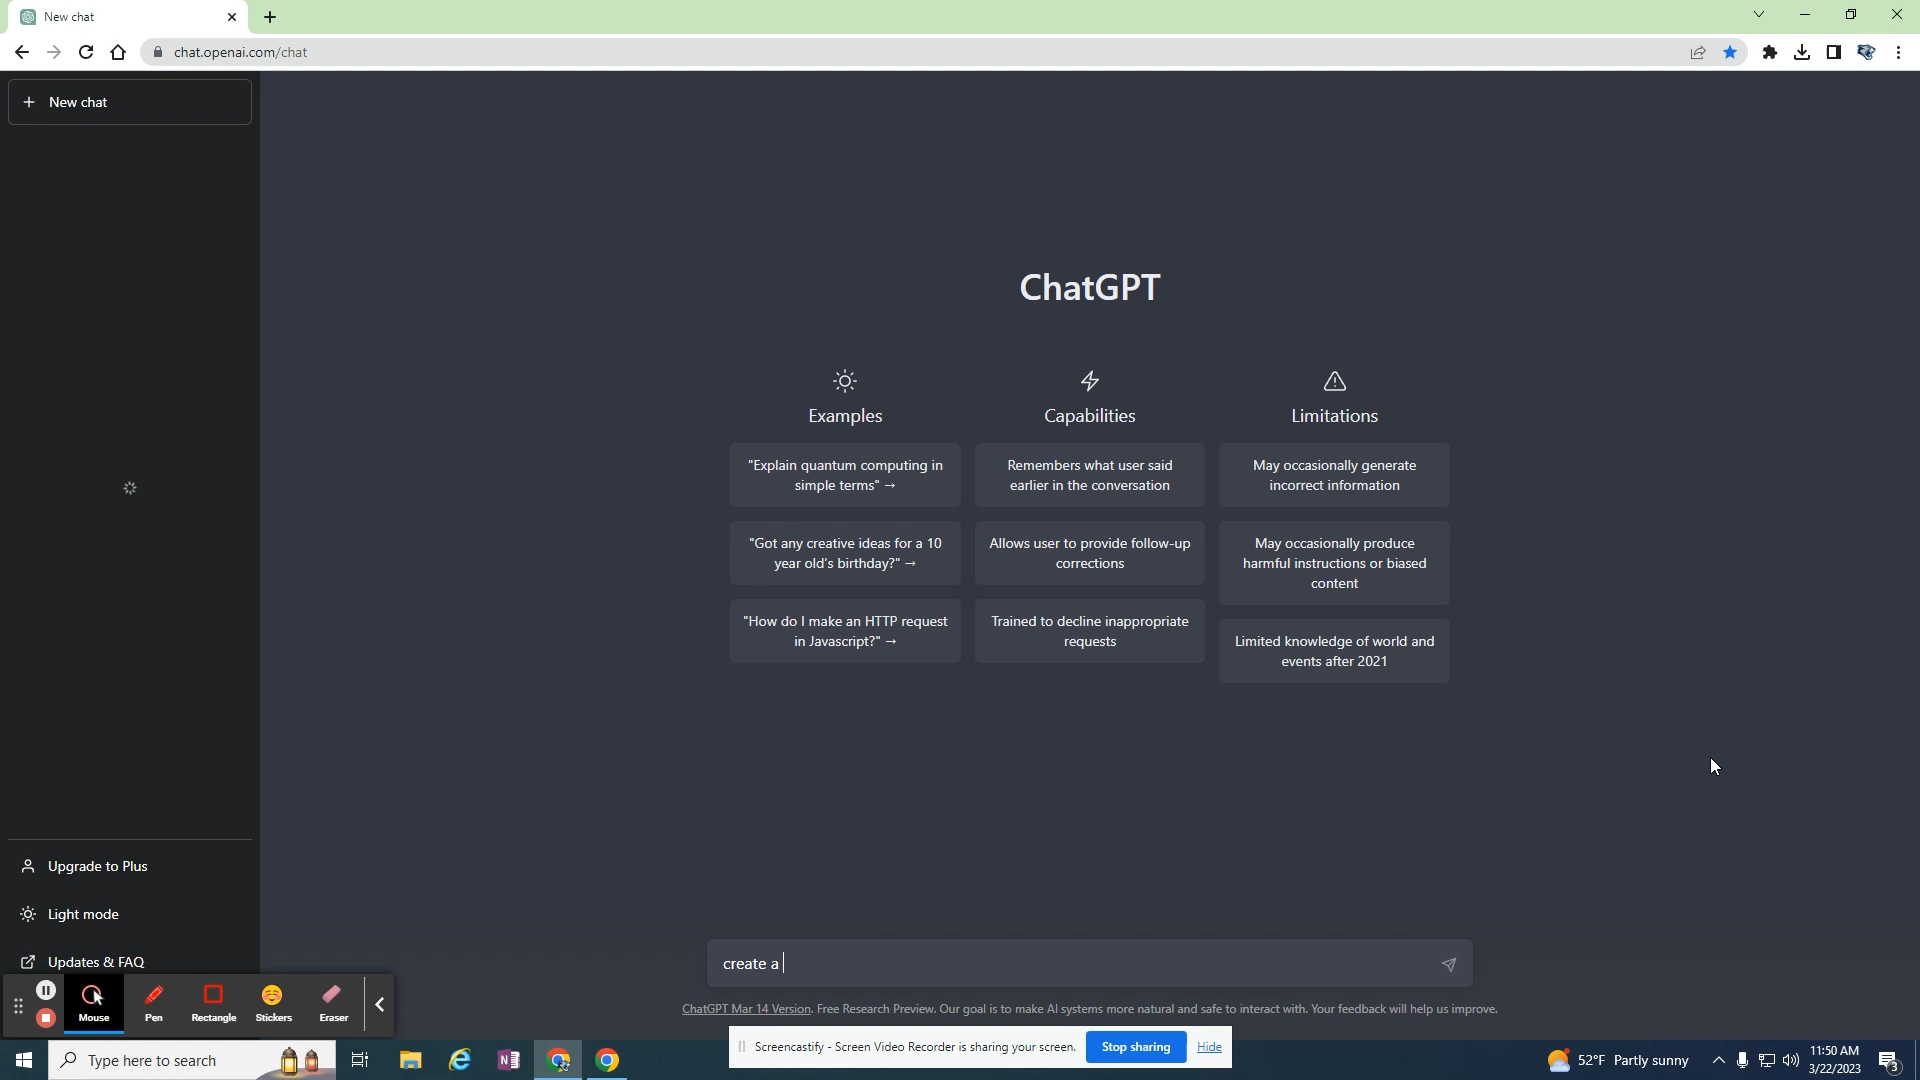 New chat
chat.openai.com/chat
+ New chat
ChatGPT
Examples
Capabilities
Limitations
"Explain quantum computing in
simple terms" →
Remembers what user said
earlier in the conversation
May occasionally generate
incorrect information
"Got any creative ideas for a 10
year old's birthday?" →
Allows user to provide follow-up
corrections
May occasionally produce
harmful instructions or biased
content
"How do I make an HTTP request
in Javascript?" →
Trained to decline inappropriate
requests
Limited knowledge of world and
events after 2021
Upgrade to Plus
Light mode
Updates & FAQ
create a
ChatGPT Mar 14 Version. Free Research Preview. Our goal is to make AI systems more natural and safe to interact with. Your feedback will help us improve.
Mouse
Pen
Rectangle
Stickers
Eraser
Screencastify - Screen Video Recorder is sharing your screen.
Stop sharing
Hide
Type here to search
N
52°F Partly sunny
11:50 AM
3/22/2023
3